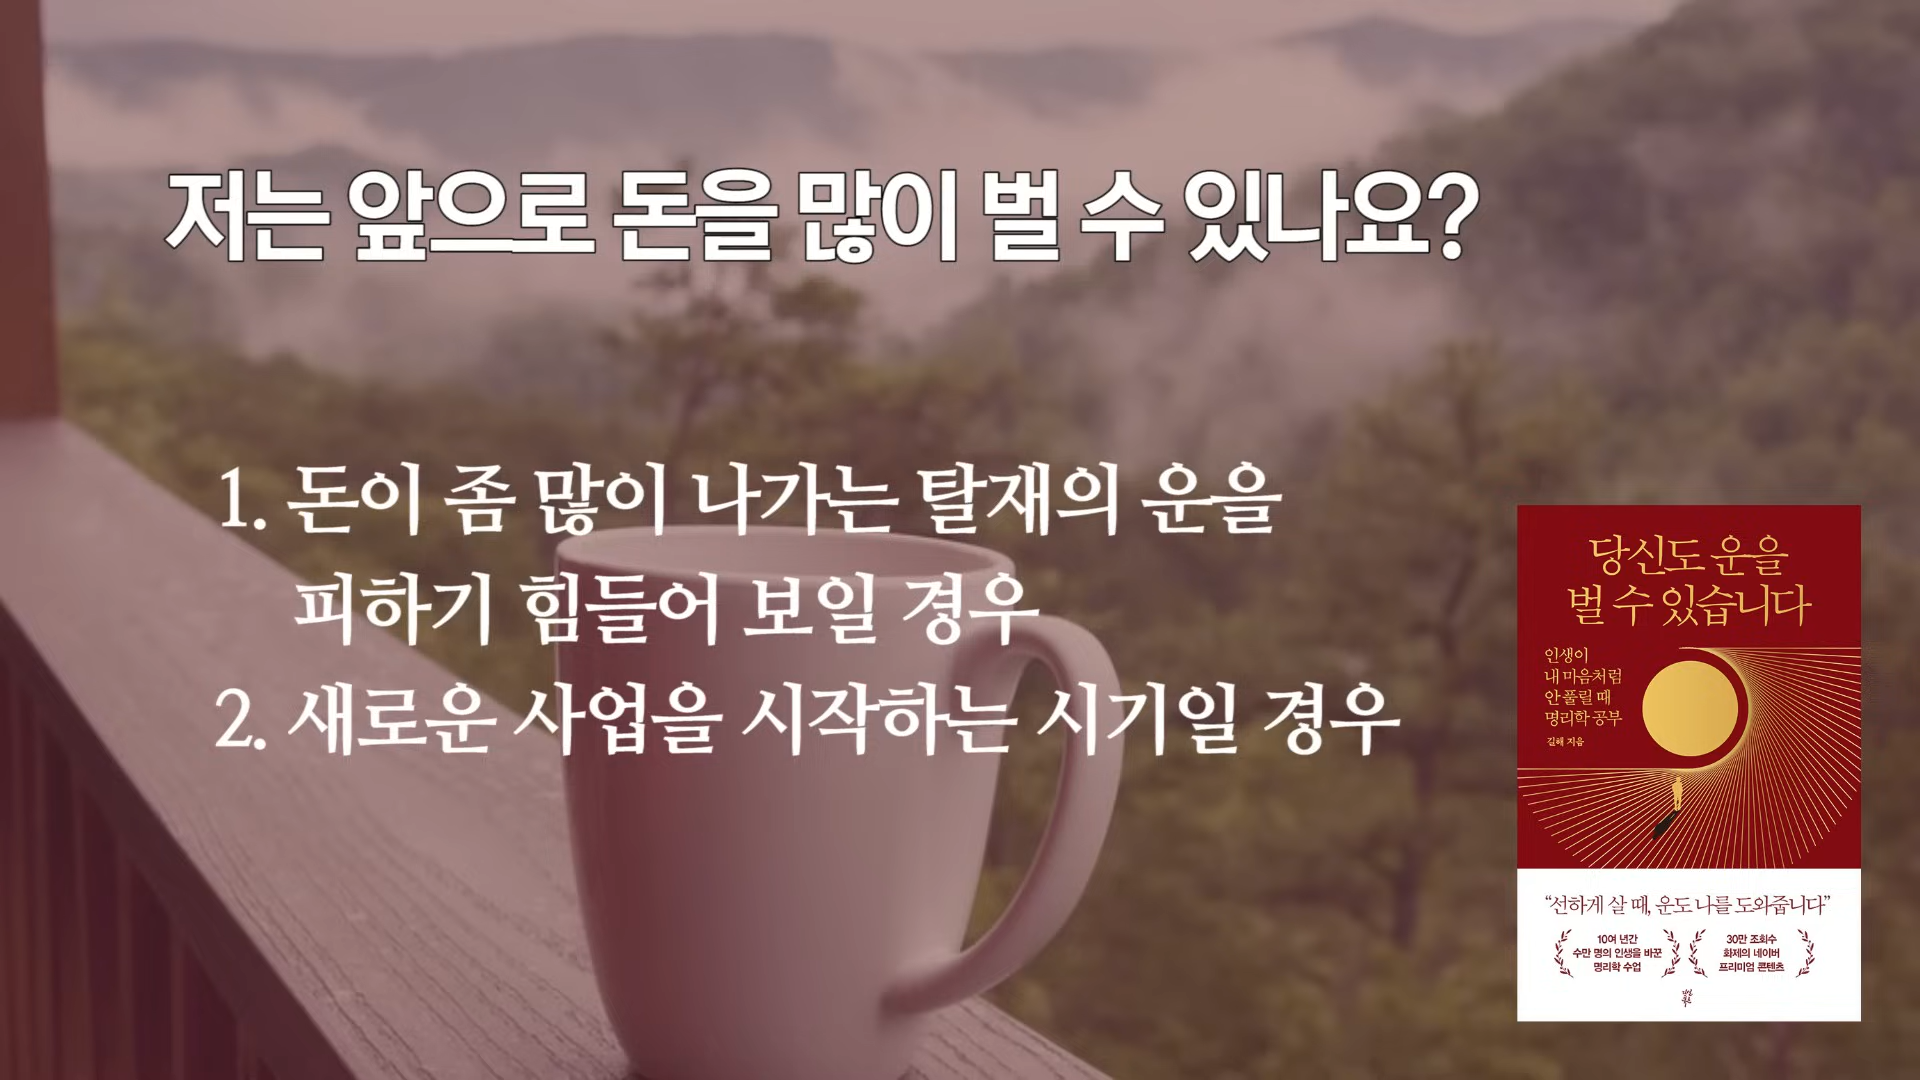 저는 앞으로 돈을 많이 벌 수 있나요?
1. 돈이 좀 많이 나가는 탈재의 운을
피하기 힘들어 보일 경우
2. 새로운 사업을 시작하는 시기일 경우
당신도 운을
벌 수 있습니다
인생이
내 마음처럼
안 풀릴 때
명리학 공부
길해 지음
“선하게 살 때, 운도 나를 도와줍니다”
10여 년간
수만 명의 인생을 바꾼
명리학 수업
30만 조회수
화제의 네이버
프리미엄 콘텐츠